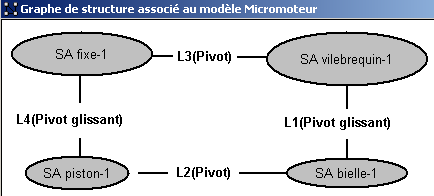 Graphe de structure associé au modèle Micromoteur
SA fixe-1
L3(Pivot)
SA vilebrequin-1
L4(Pivot glissant)
L1(Pivot glissant)
SA piston-1
L2(Pivot)
SA bielle-1